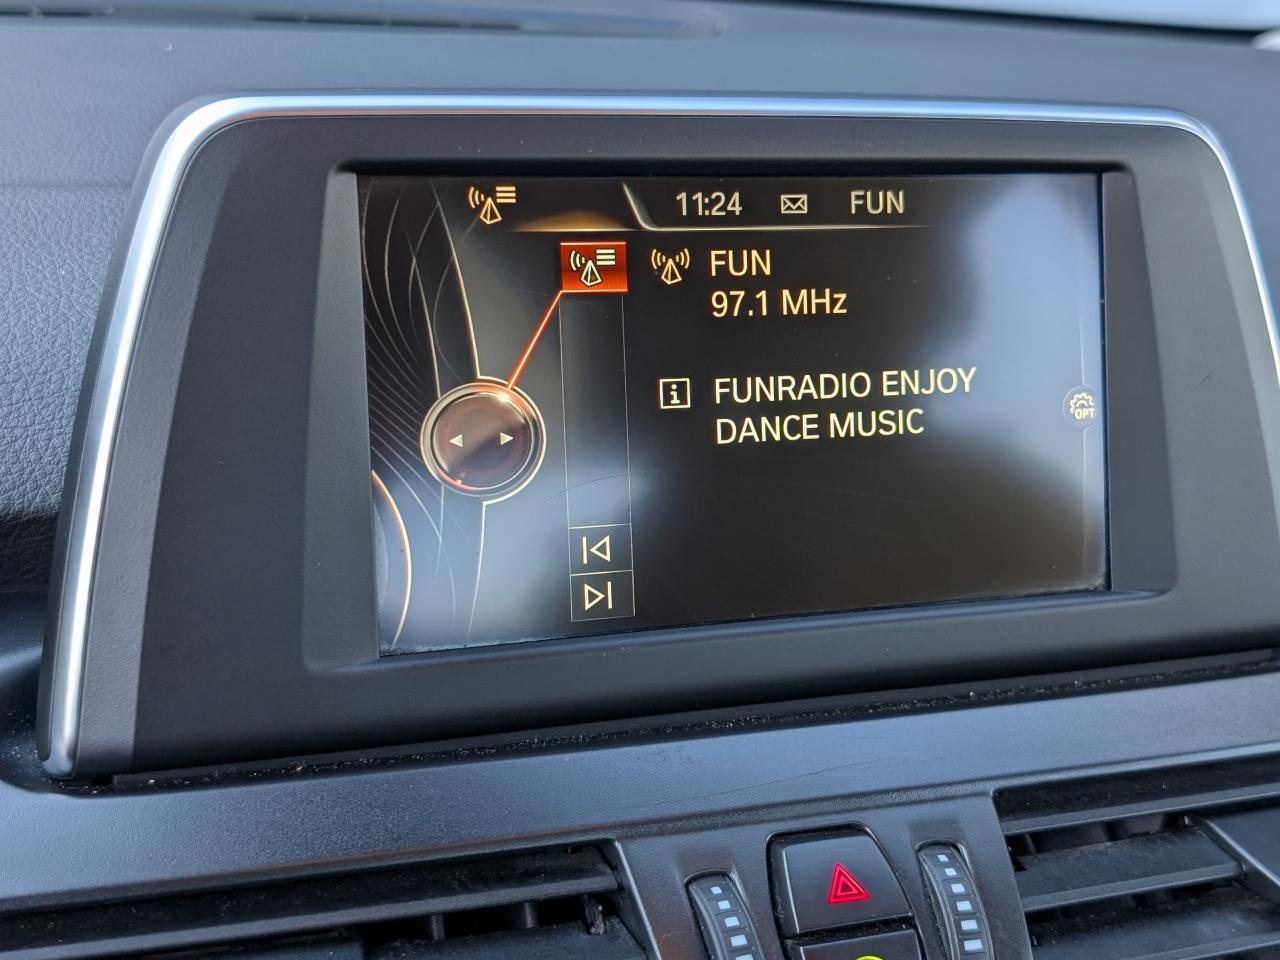 11:24 FUN
FUN
97.1 MHz
FUNRADIO ENJOY
DANCE MUSIC
OPT